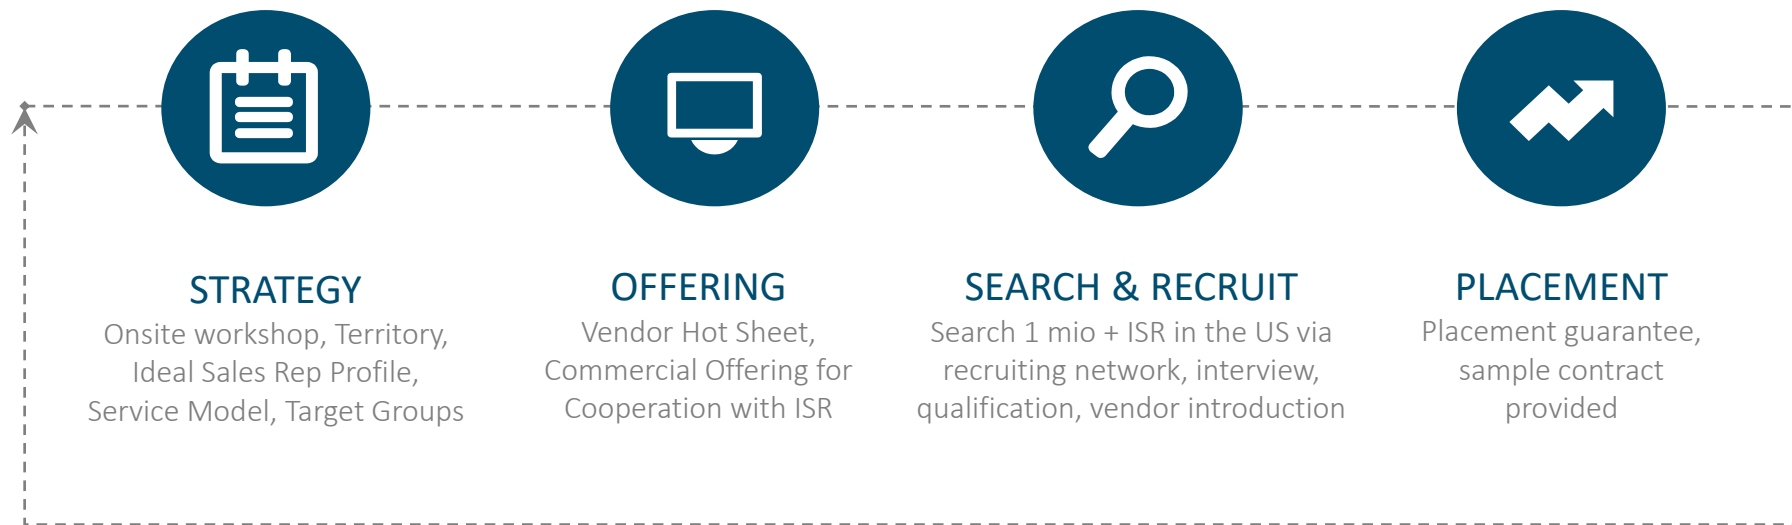 STRATEGY
Onsite workshop, Territory,
Ideal Sales Rep Profile,
Service Model, Target Groups
OFFERING
Vendor Hot Sheet,
Commercial Offering for
Cooperation with ISR
SEARCH & RECRUIT
Search 1 mio + ISR in the US via
recruiting network, interview,
qualification, vendor introduction
PLACEMENT
Placement guarantee,
sample contract
provided